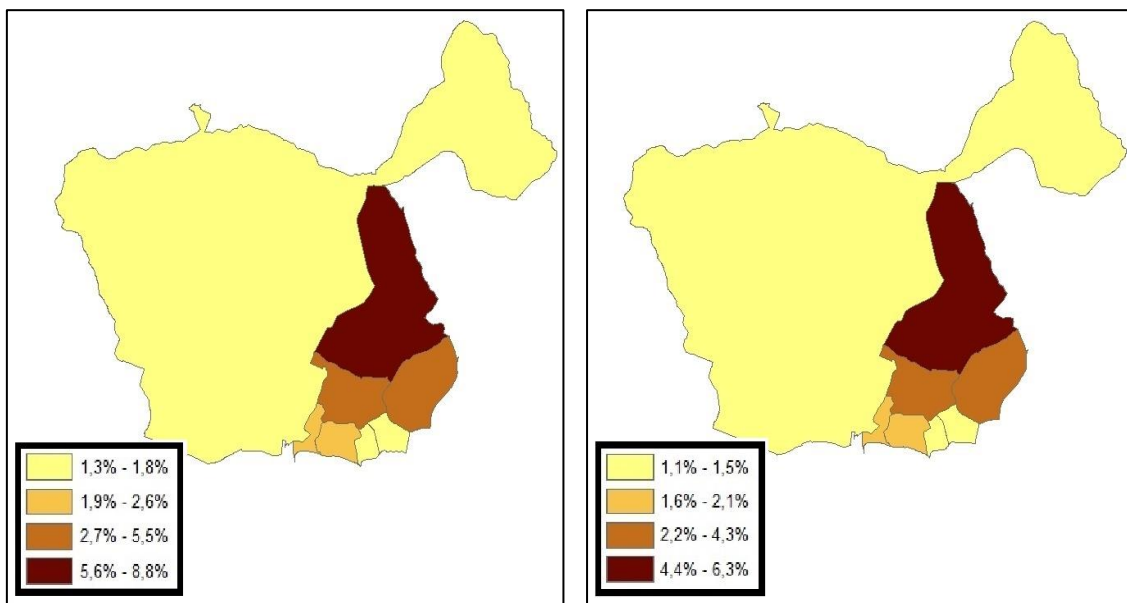 1,3% - 1,8%
1,9% - 2,6%
2,7% - 5,5%
5,6% - 8,8%
1,1% - 1,5%
1,6% - 2,1%
2,2% - 4,3%
4,4% - 6,3%